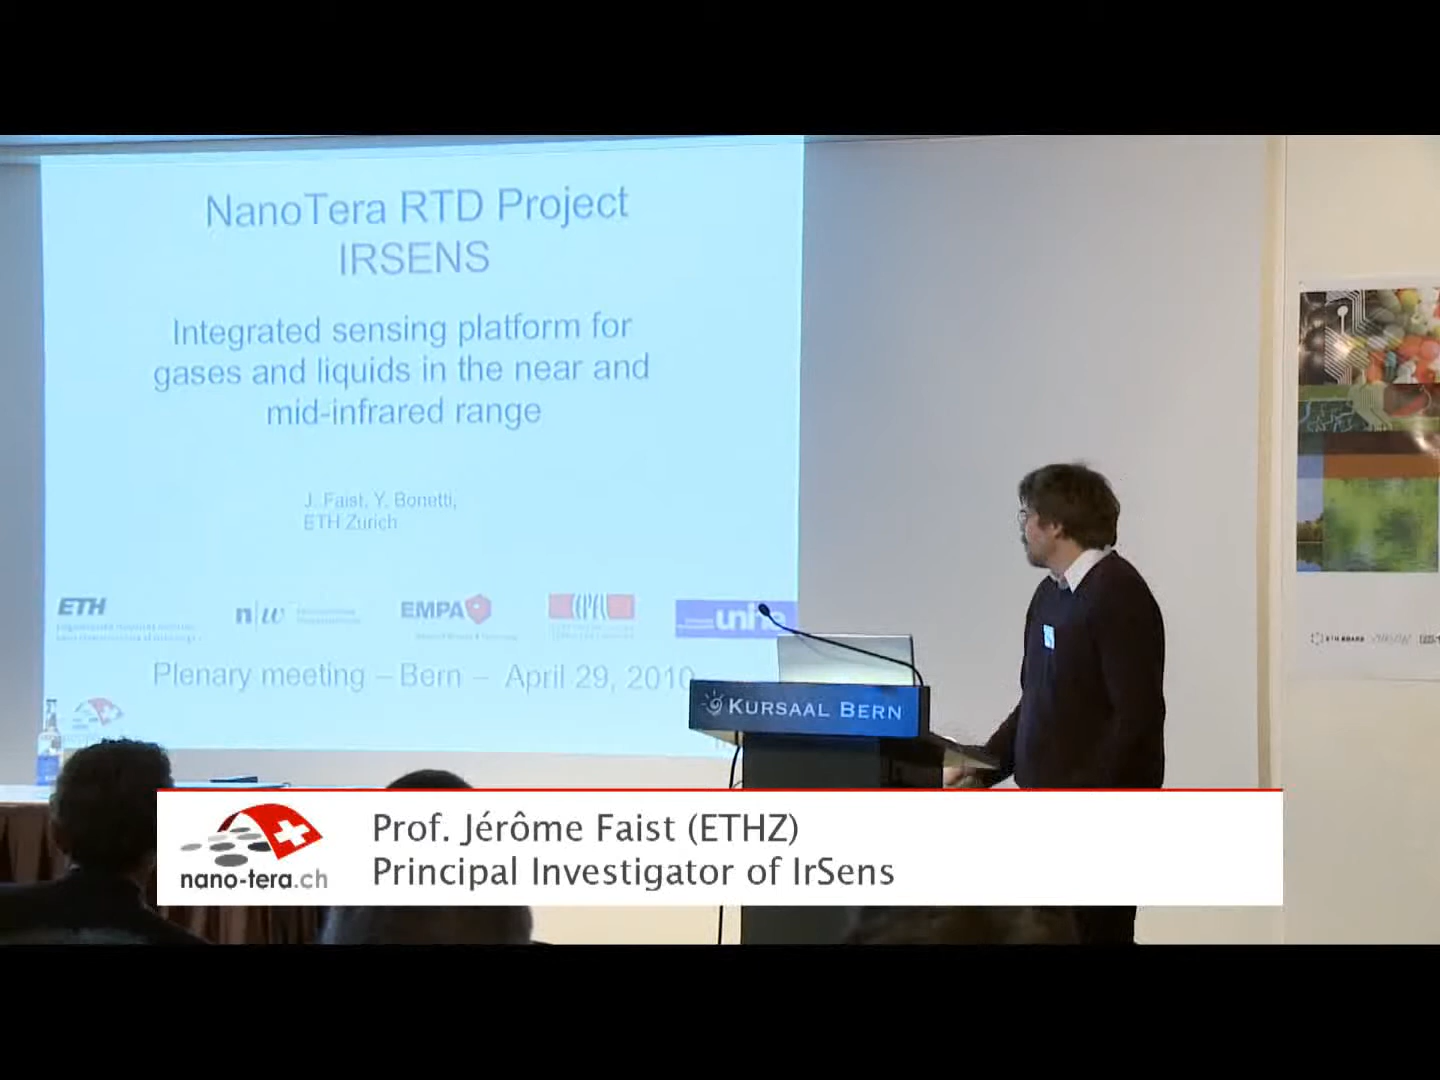 NanoTera RTD Project
IRSENS
Integrated sensing platform for
gases and liquids in the near and
mid-infrared range
J. Faist, Y. Bonetti,
ETH Zurich
ETH
n|w
EMPA
EPFL
Plenary meeting – Bern – April 29, 2010
KURSAAL BERN
Prof. Jérôme Faist (ETHZ)
Principal Investigator of IrSens
nano-tera.ch